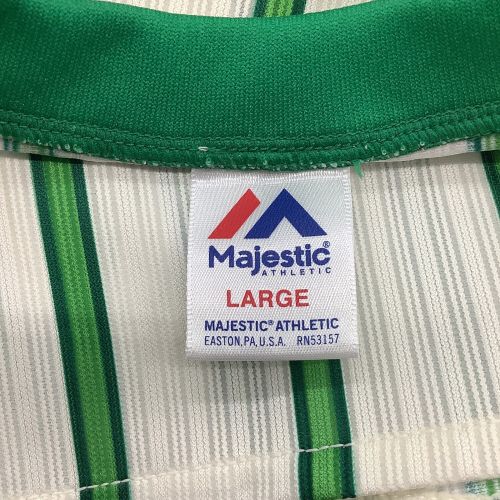 Majestic®
ATHLETIC
LARGE
MAJESTIC® ATHLETIC
EASTON, PA, U.S.A. RN53157